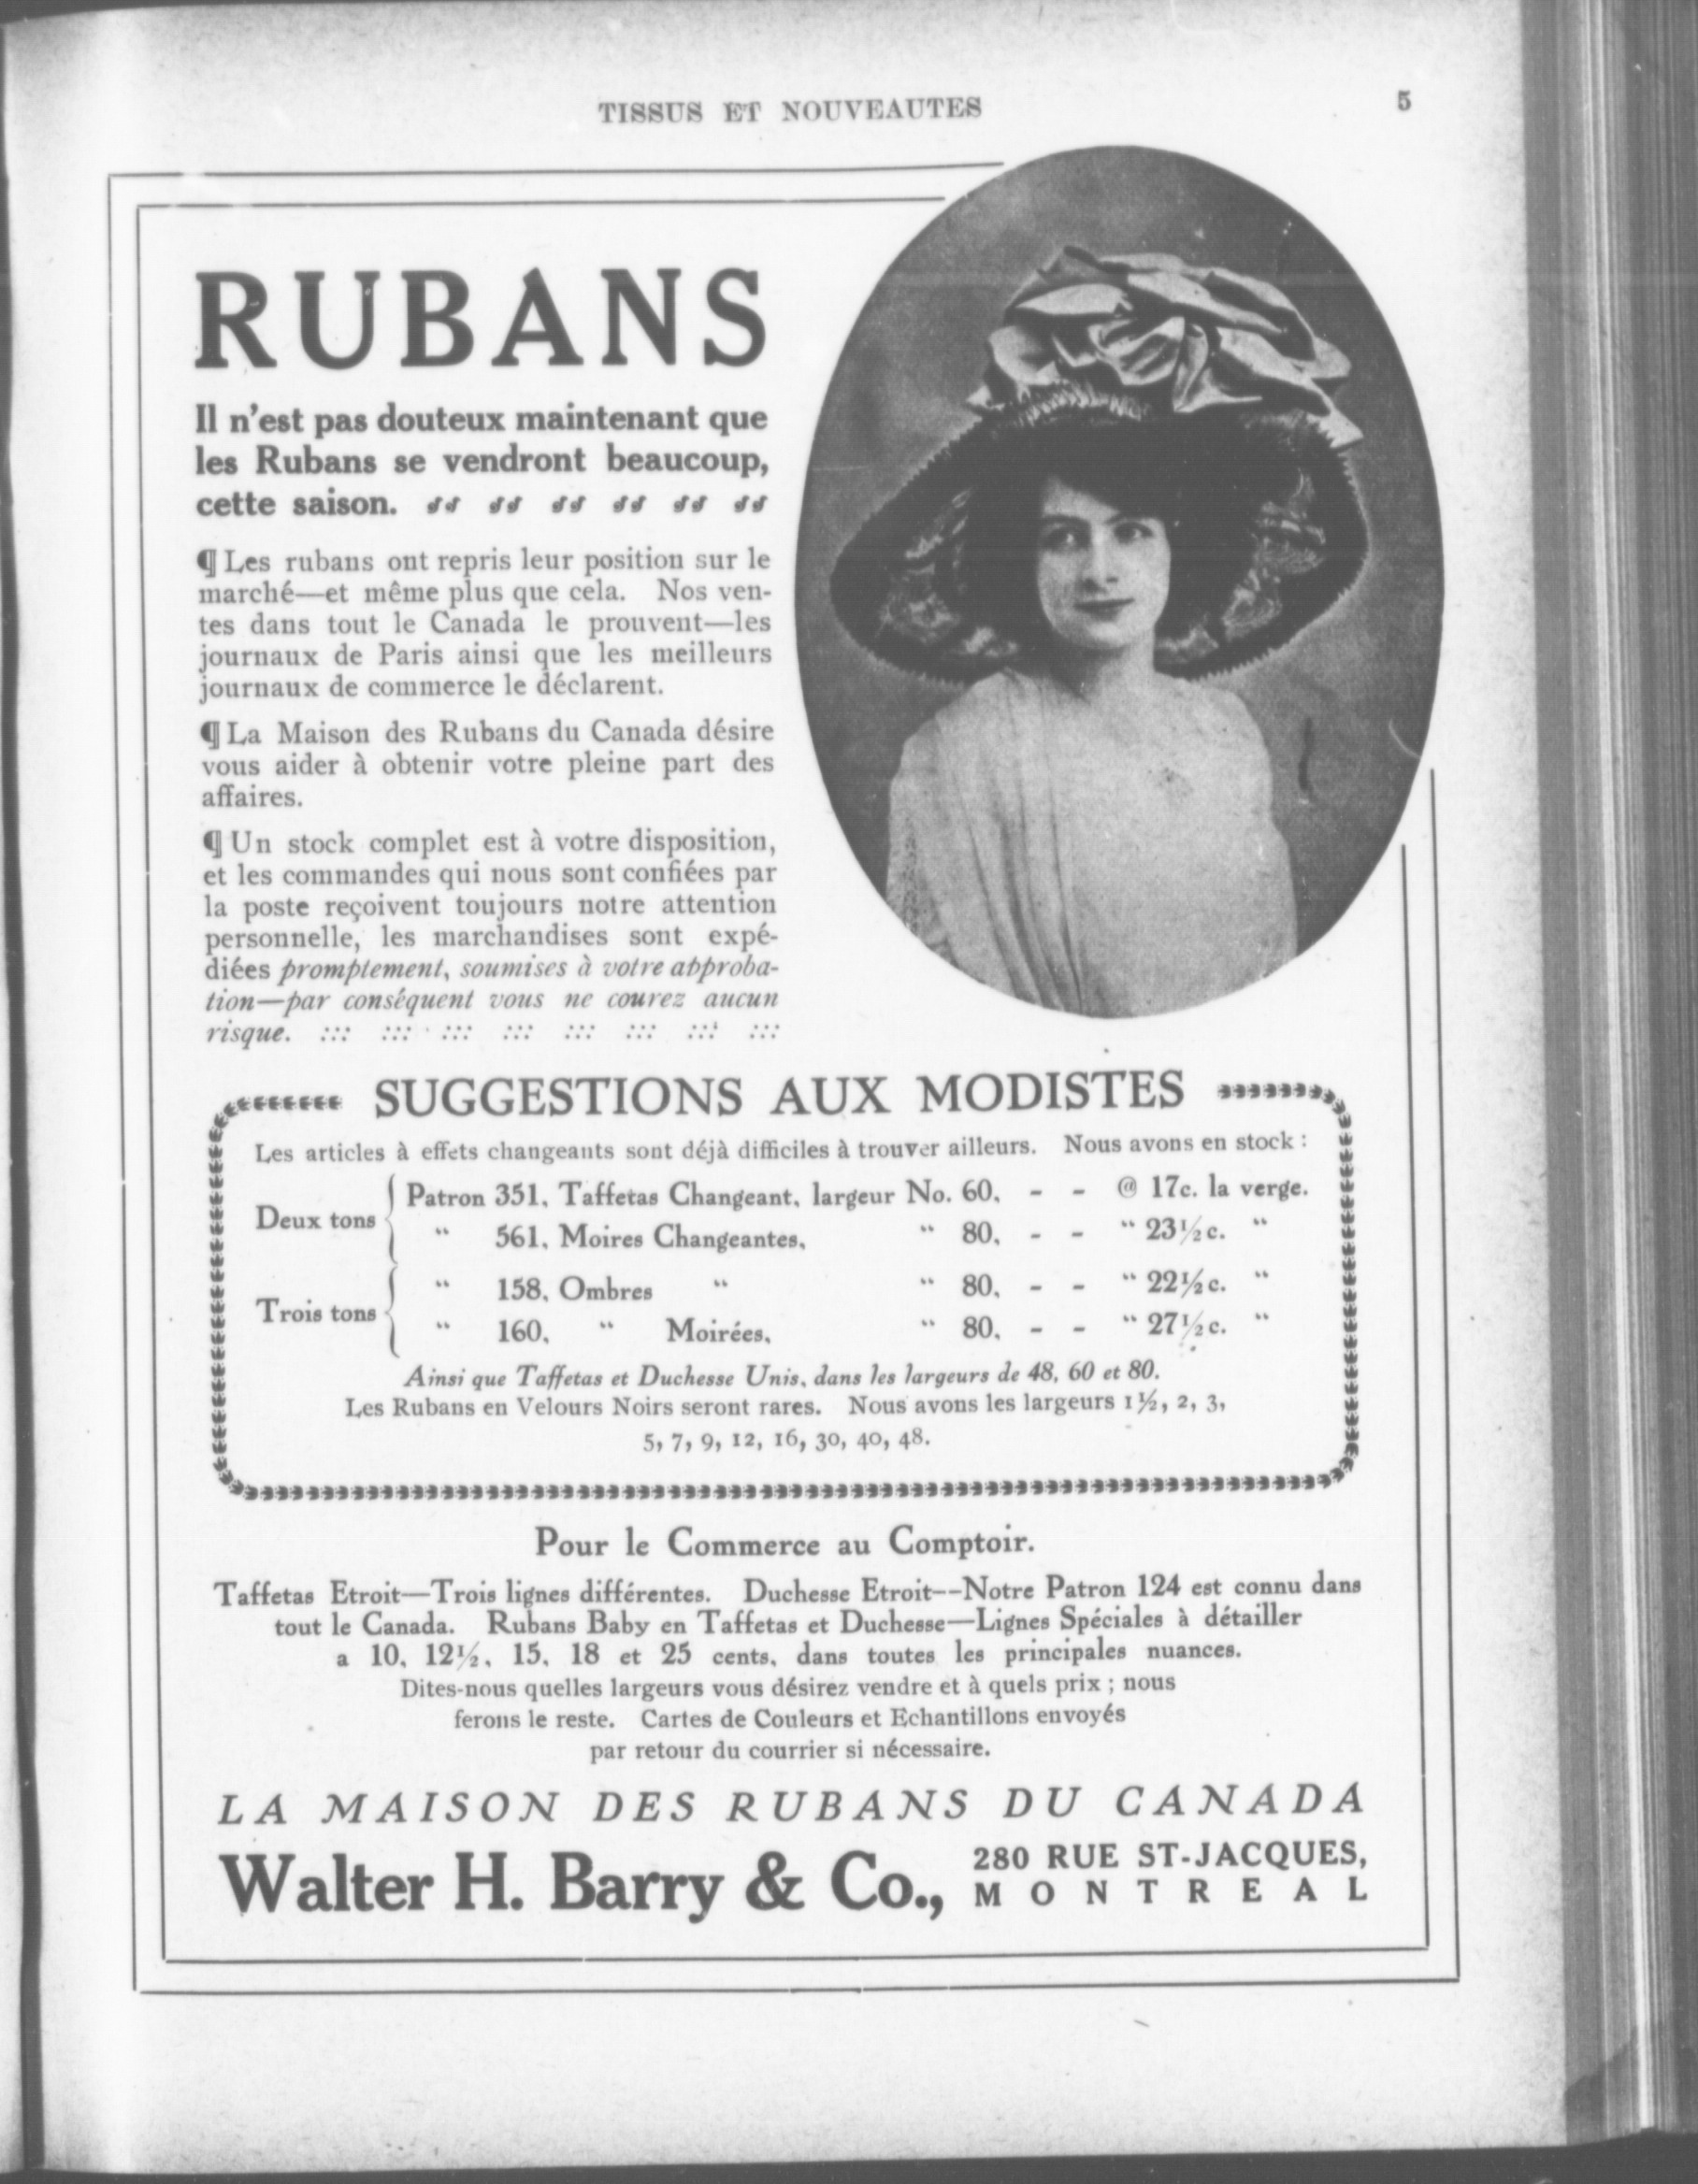 TISSUS ET NOUVEAUTES
5
RUBANS
Il n'est pas douteux maintenant que
les Rubans se vendront beaucoup,
cette saison.
¶ Les rubans ont repris leur position sur le
marché—et même plus que cela. Nos ven-
tes dans tout le Canada le prouvent—les
journaux de Paris ainsi que les meilleurs
journaux de commerce le déclarent.
¶ La Maison des Rubans du Canada désire
vous aider à obtenir votre pleine part des
affaires.
¶ Un stock complet est à votre disposition,
et les commandes qui nous sont confiées par
la poste reçoivent toujours notre attention
personnelle, les marchandises sont expé-
diées promptement, soumises à votre approba-
tion—par conséquent vous ne courez aucun
risque.
SUGGESTIONS AUX MODISTES
Les articles à effets changeants sont déjà difficiles à trouver ailleurs. Nous avons en stock :
Deux tons
Patron 351, Taffetas Changeant, largeur No. 60, - - @ 17c. la verge.
" 561, Moires Changeantes, " 80, - - " 23½c. "
Trois tons
" 158, Ombres " " 80, - - " 22½c. "
" 160, " Moirées, " 80, - - " 27½c. "
Ainsi que Taffetas et Duchesse Unis, dans les largeurs de 48, 60 et 80.
Les Rubans en Velours Noirs seront rares. Nous avons les largeurs 1½, 2, 3,
5, 7, 9, 12, 16, 30, 40, 48.
Pour le Commerce au Comptoir.
Taffetas Etroit—Trois lignes différentes. Duchesse Etroit--Notre Patron 124 est connu dans
tout le Canada. Rubans Baby en Taffetas et Duchesse—Lignes Spéciales à détailler
a 10, 12½, 15, 18 et 25 cents, dans toutes les principales nuances.
Dites-nous quelles largeurs vous désirez vendre et à quels prix ; nous
ferons le reste. Cartes de Couleurs et Echantillons envoyés
par retour du courrier si nécessaire.
LA MAISON DES RUBANS DU CANADA
Walter H. Barry & Co.,
280 RUE ST-JACQUES,
MONTREAL